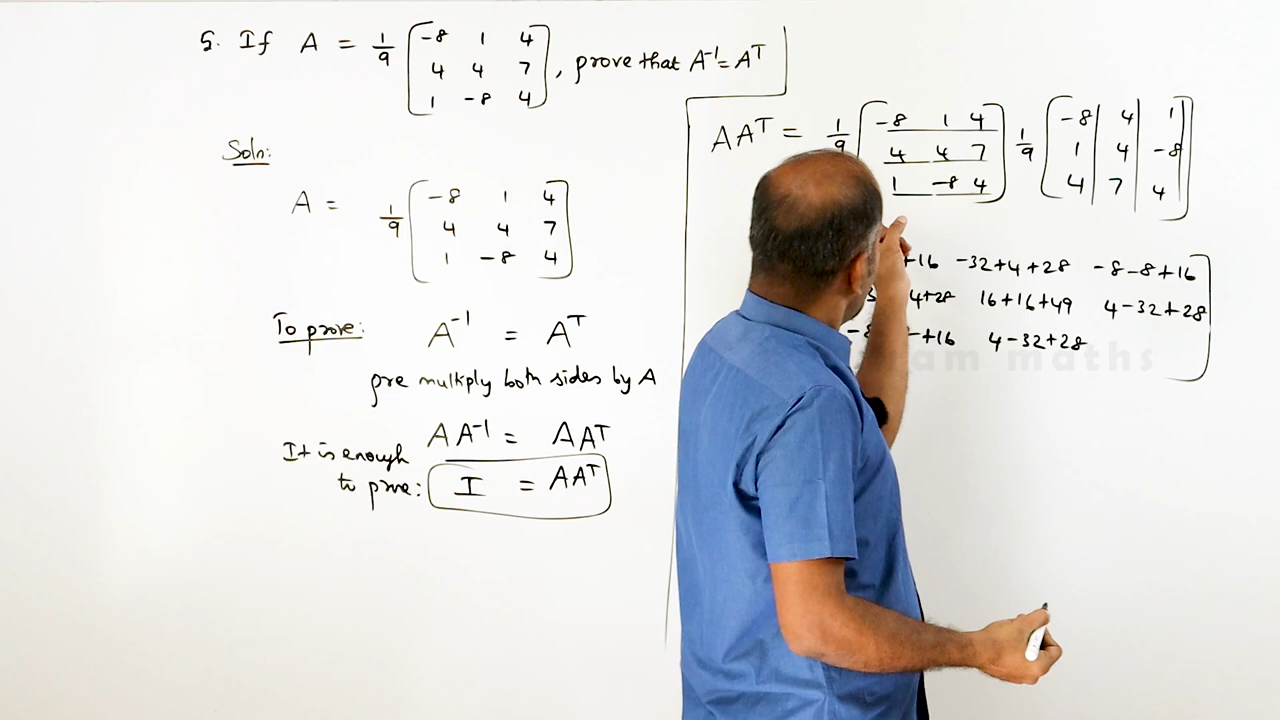 5. If A = 1/9 [-8 1 4
4 4 7
1 -8 4], prove that A⁻¹ = Aᵀ
Soln:
A = 1/9 [-8 1 4
4 4 7
1 -8 4]
To prove: A⁻¹ = Aᵀ
pre multiply both sides by A
AA⁻¹ = AAᵀ
It is enough
to prove: I = AAᵀ
AAᵀ = 1/9 [-8 1 4
4 4 7
1 -8 4] 1/9 [-8 4 1
1 4 -8
4 7 4]
+16 -32+4+28 -8-8+16
4+28 16+16+49 4-32+28
+16 4-32+28
maths